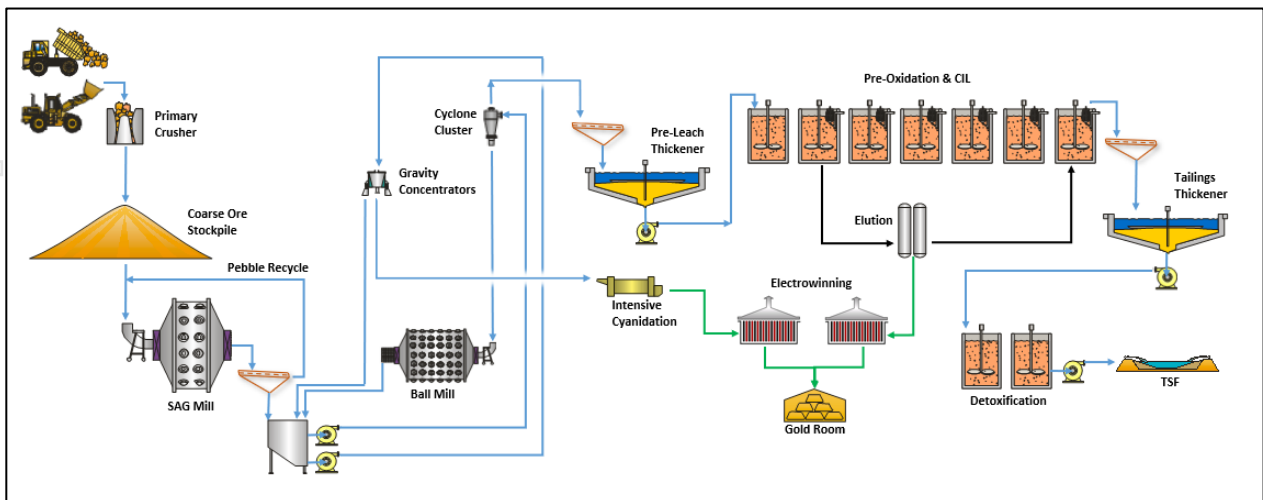 Primary
Crusher
Coarse Ore
Stockpile
Pebble Recycle
SAG Mill
Gravity
Concentrators
Cyclone
Cluster
Ball Mill
Pre-Leach
Thickener
Pre-Oxidation & CIL
Elution
Intensive
Cyanidation
Electrowinning
Gold Room
Tailings
Thickener
Detoxification
TSF